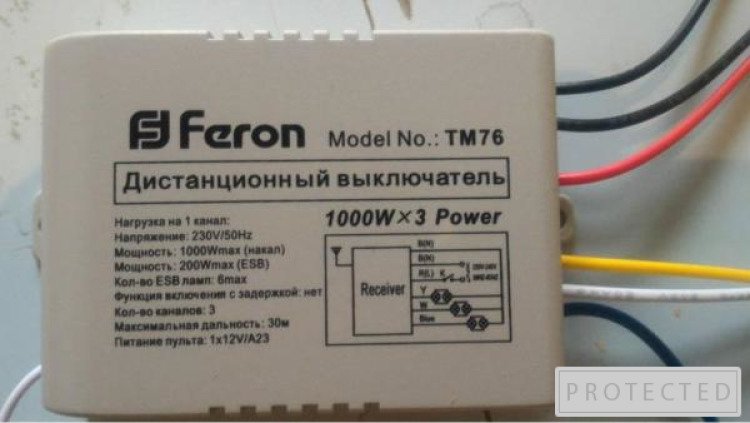 Feron Model No.: TM76
Дистанционный выключатель
Нагрузка на 1 канал:
Напряжение: 230V/50Hz
Мощность: 1000Wmax (накал)
Мощность: 200Wmax (ESB)
Кол-во ESB ламп: 6max
Функция включения с задержкой: нет
Кол-во каналов: 3
Максимальная дальность: 30м
Питание пульта: 1x12V/A23
1000W×3 Power
Receiver
B(N)
B(N)
R(L) K
Y
W
Blue
PROTECTED